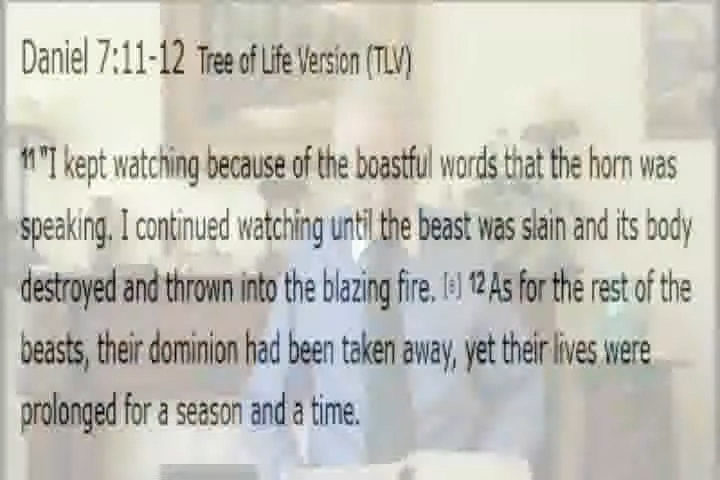 Daniel 7:11-12 Tree of Life Version (TLV)
11 "I kept watching because of the boastful words that the horn was
speaking. I continued watching until the beast was slain and its body
destroyed and thrown into the blazing fire. [a] 12 As for the rest of the
beasts, their dominion had been taken away, yet their lives were
prolonged for a season and a time.